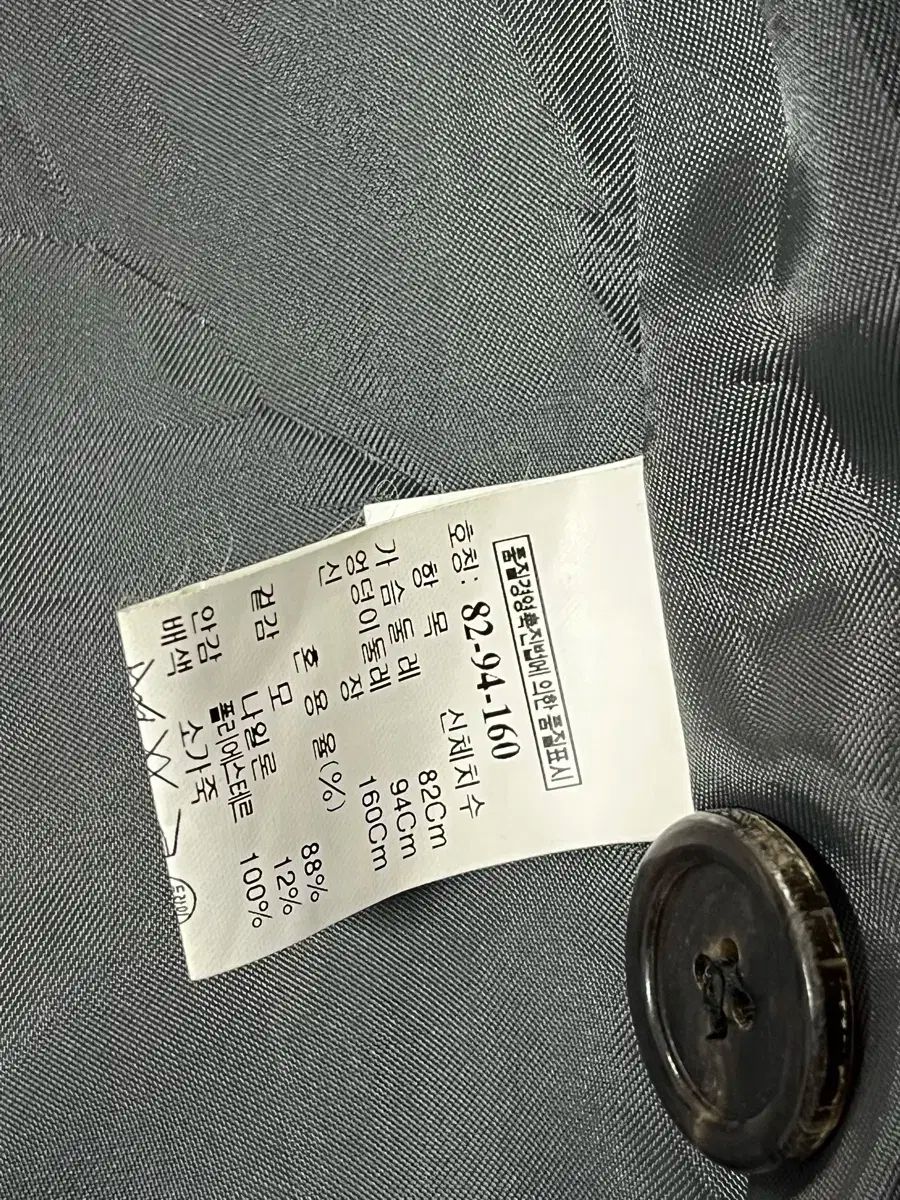 품질경영촉진법에 의한 품질표시
호칭: 82-94-160
항 목 신체치수
가 슴 둘 레 82Cm
엉덩이둘레 94Cm
신 장 160Cm
혼 용 율(%)
겉감 모 88%
나일론 12%
안감 폴리에스테르 100%
배색 소가죽